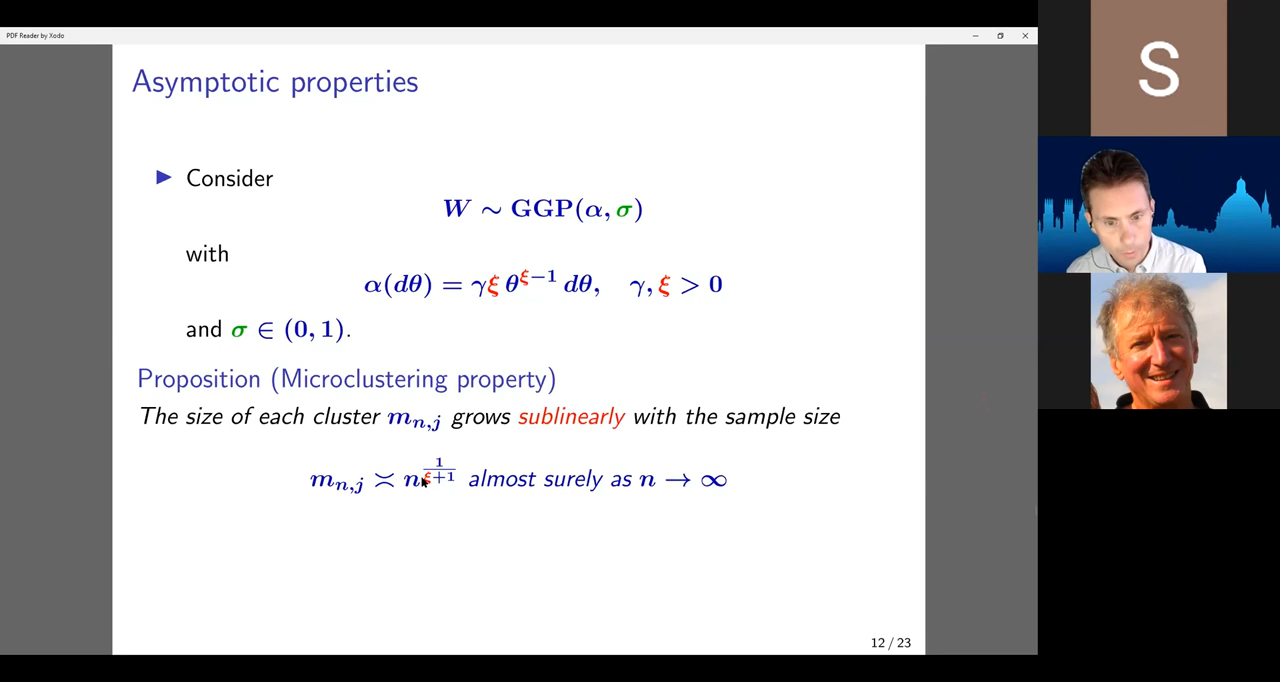 PDF Reader by Xodo
Asymptotic properties
▶ Consider
W ∼ GGP(α, σ)
with
α(dθ) = γξ θ^{ξ−1} dθ, γ, ξ > 0
and σ ∈ (0, 1).
Proposition (Microclustering property)
The size of each cluster m_{n,j} grows sublinearly with the sample size
m_{n,j} ≍ n^{\frac{1}{ξ+1}} almost surely as n → ∞
12 / 23
S